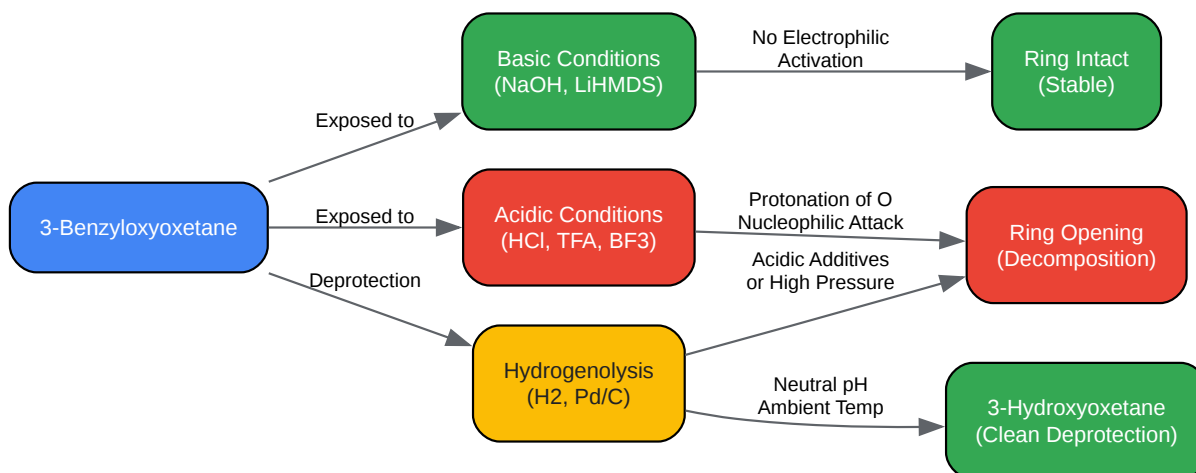 Basic Conditions
(NaOH, LiHMDS)
No Electrophilic
Activation
Ring Intact
(Stable)
Exposed to
3-Benzyloxyoxetane
Exposed to
Acidic Conditions
(HCl, TFA, BF3)
Protonation of O
Nucleophilic Attack
Ring Opening
(Decomposition)
Acidic Additives
or High Pressure
Deprotection
Hydrogenolysis
(H2, Pd/C)
Neutral pH
Ambient Temp
3-Hydroxyoxetane
(Clean Deprotection)